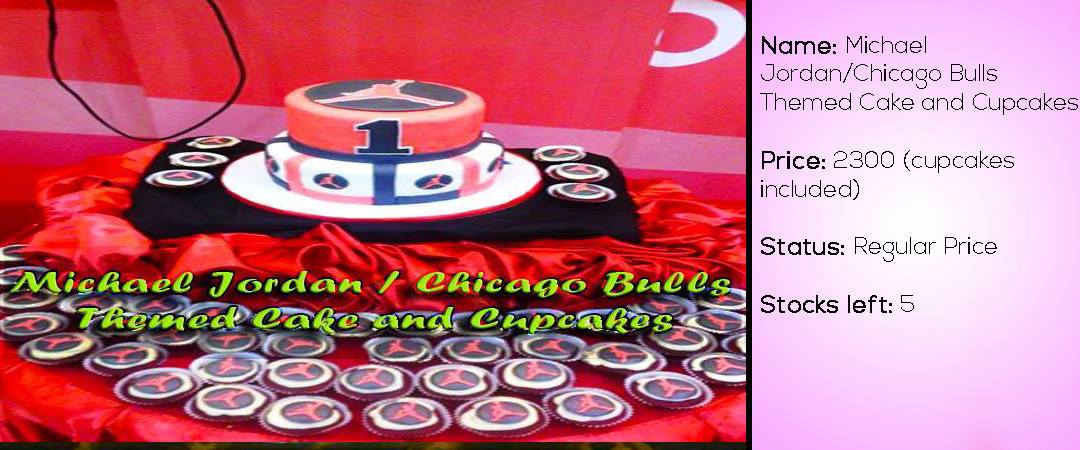 1
Michael Jordan / Chicago Bulls
Themed Cake and Cupcakes
Name: Michael
Jordan/Chicago Bulls
Themed Cake and Cupcakes
Price: 2300 (cupcakes
included)
Status: Regular Price
Stocks left: 5